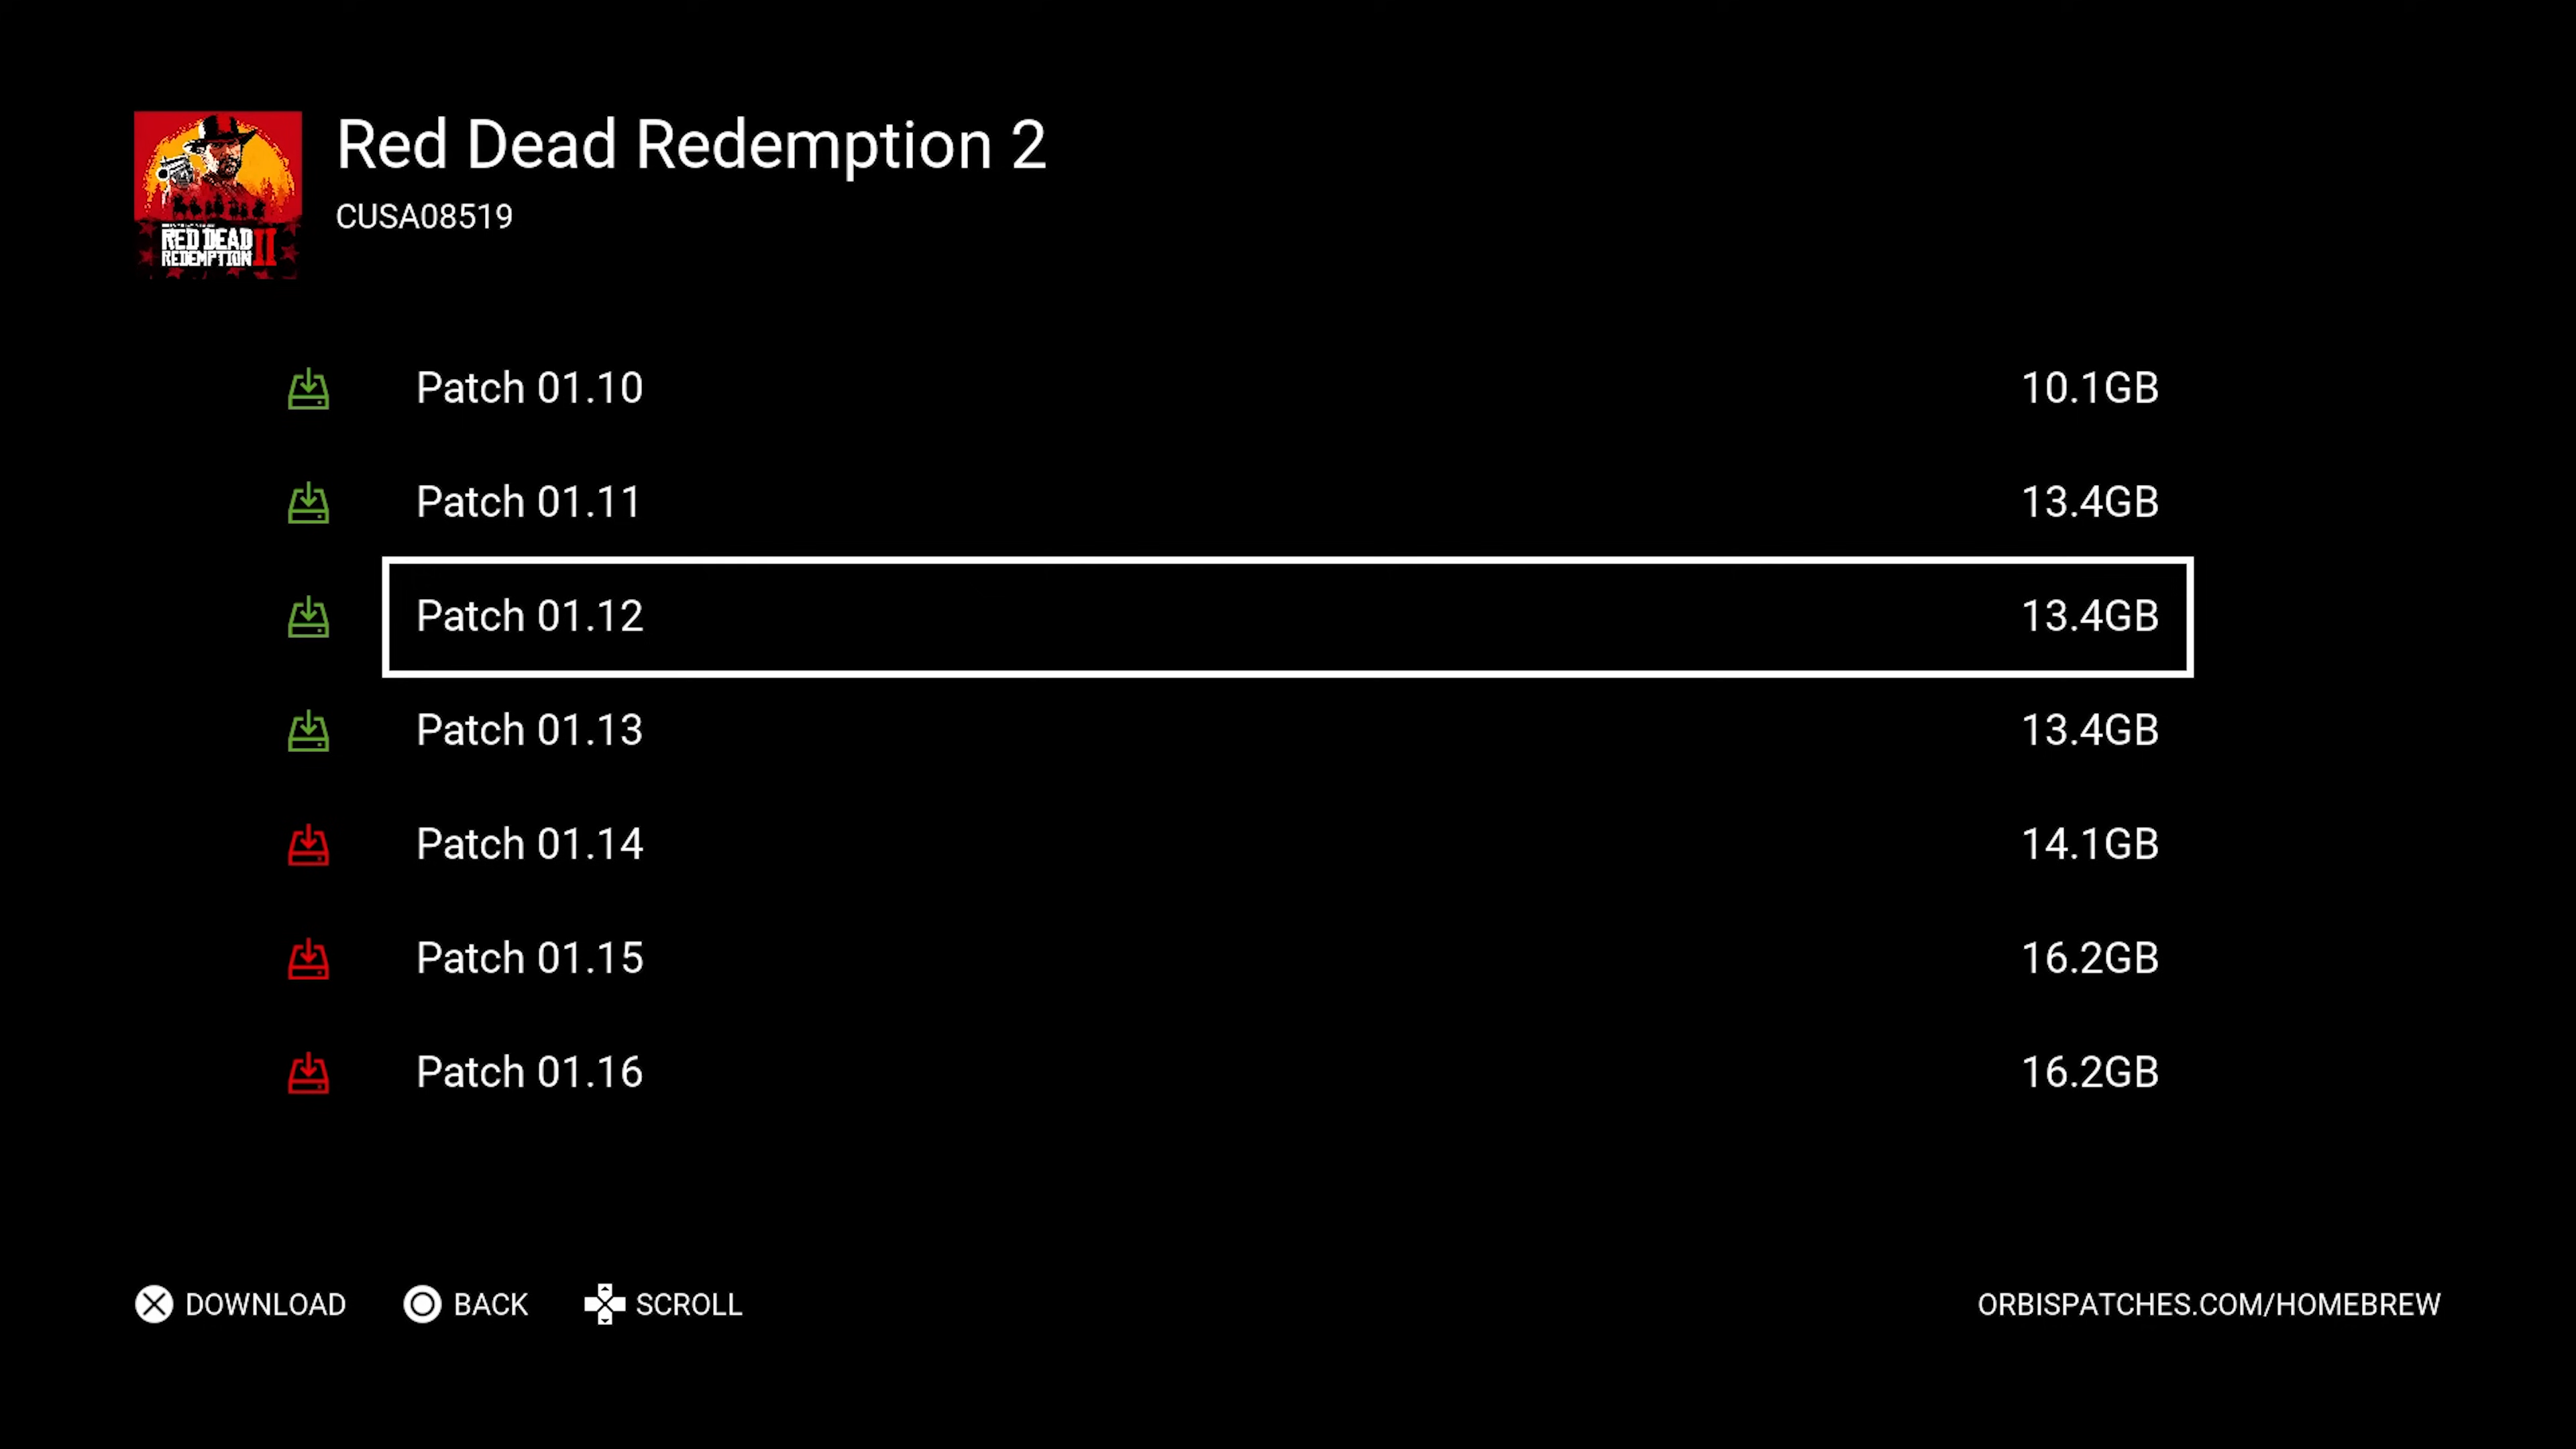 Red Dead Redemption 2
CUSA08519
RED DEAD
REDEMPTION II
Patch 01.10 10.1GB
Patch 01.11 13.4GB
Patch 01.12 13.4GB
Patch 01.13 13.4GB
Patch 01.14 14.1GB
Patch 01.15 16.2GB
Patch 01.16 16.2GB
DOWNLOAD BACK SCROLL ORBISPATCHES.COM/HOMEBREW